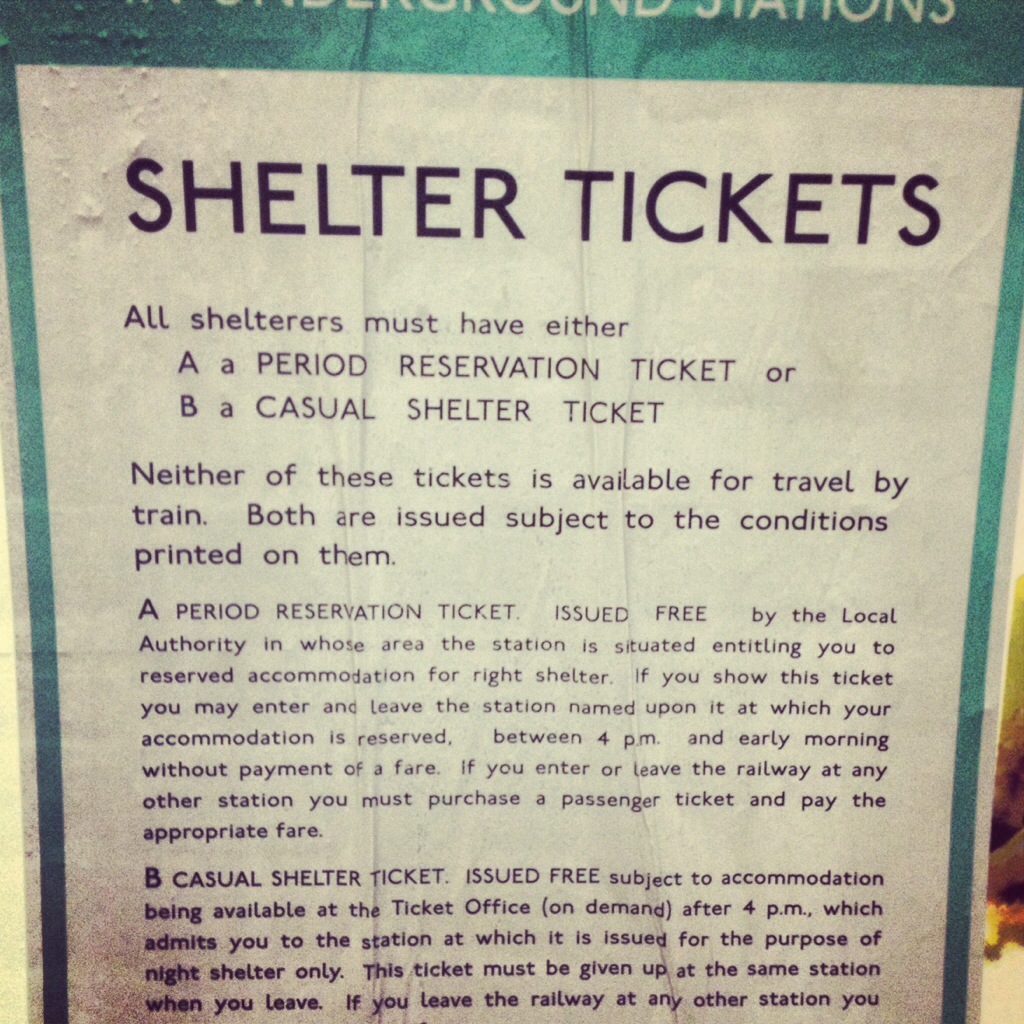 IN UNDERGROUND STATIONS
SHELTER TICKETS
All shelterers must have either
A a PERIOD RESERVATION TICKET or
B a CASUAL SHELTER TICKET
Neither of these tickets is available for travel by
train. Both are issued subject to the conditions
printed on them.
A PERIOD RESERVATION TICKET. ISSUED FREE by the Local
Authority in whose area the station is situated entitling you to
reserved accommodation for right shelter. If you show this ticket
you may enter and leave the station named upon it at which your
accommodation is reserved, between 4 p.m. and early morning
without payment of a fare. If you enter or leave the railway at any
other station you must purchase a passenger ticket and pay the
appropriate fare.
B CASUAL SHELTER TICKET. ISSUED FREE subject to accommodation
being available at the Ticket Office (on demand) after 4 p.m., which
admits you to the station at which it is issued for the purpose of
night shelter only. This ticket must be given up at the same station
when you leave. If you leave the railway at any other station you